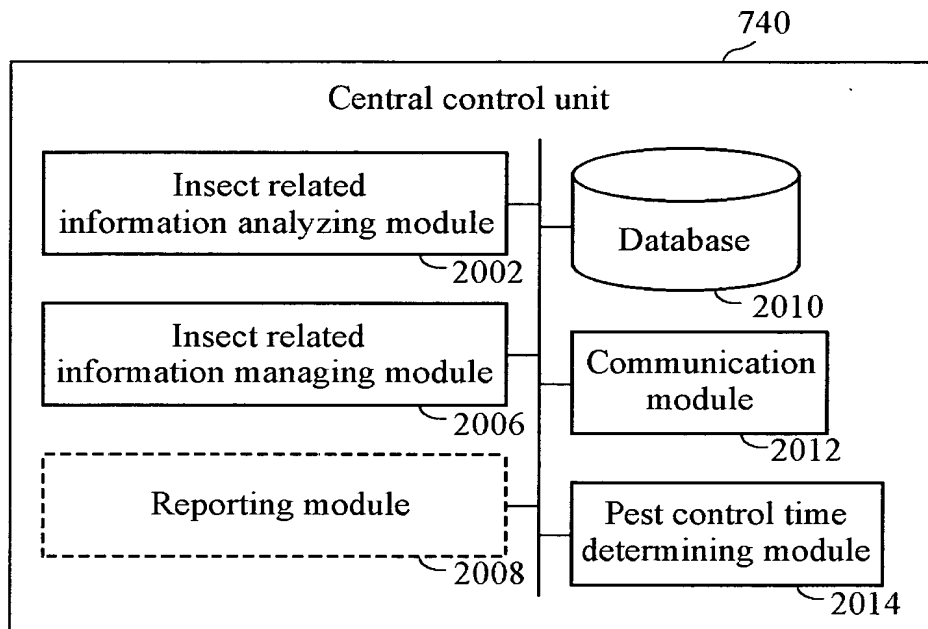 740
Central control unit
Insect related
information analyzing module
2002
Database
2010
Insect related
information managing module
2006
Communication
module
2012
Reporting module
2008
Pest control time
determining module
2014